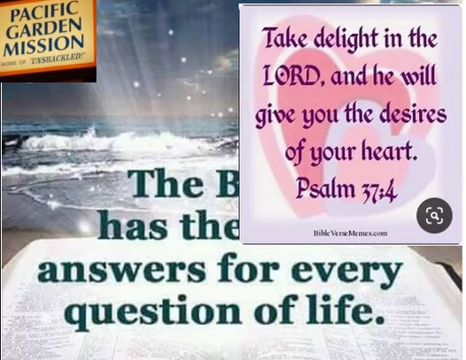 PACIFIC
GARDEN
MISSION
HOME OF "UNSHACKLED!"
Take delight in the
LORD, and he will
give you the desires
of your heart.
Psalm 37:4
BibleVerseMemes.com
The B
has the
answers for every
question of life.